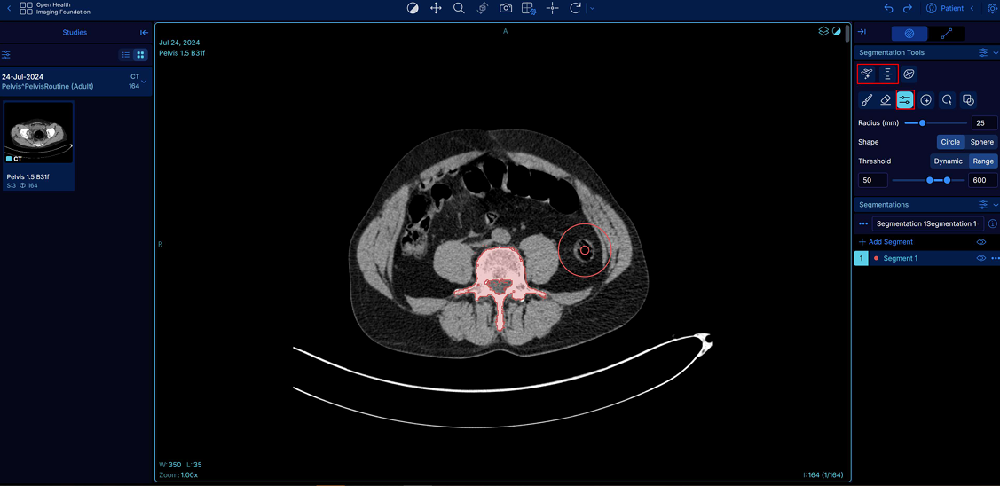 Open Health
Imaging Foundation
Patient
Studies
24-Jul-2024
CT
Pelvis^PelvisRoutine (Adult)
164
CT
Pelvis 1.5 B31f
S:3 164
Jul 24, 2024
Pelvis 1.5 B31f
A
R
W:350 L:35
Zoom:1.00x
I:164 (1/164)
Segmentation Tools
Radius (mm) 25
Shape Circle Sphere
Threshold Dynamic Range
50 600
Segmentations
Segmentation 1Segmentation 1
Add Segment
1 Segment 1